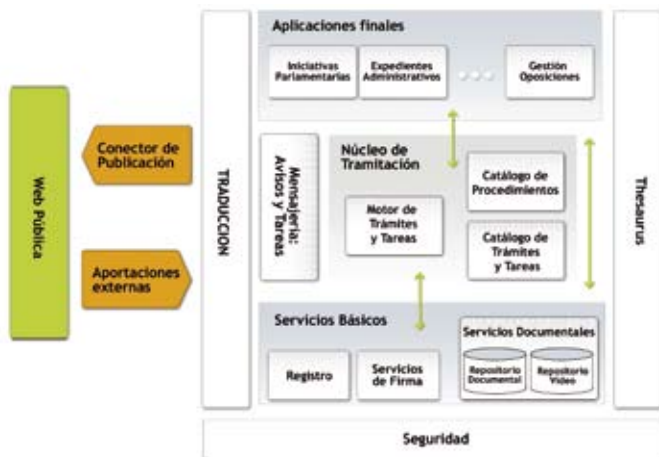 Aplicaciones finales
Iniciativas
Parlamentarias
Expedientes
Administrativos
Gestión
Oposiciones
Web Pública
Conector de
Publicación
Aportaciones
externas
TRADUCCION
Mensajería:
Avisos y Tareas
Núcleo de
Tramitación
Motor de
Trámites
y Tareas
Catálogo de
Procedimientos
Catálogo de
Trámites
y Tareas
Thesaurus
Servicios Básicos
Registro
Servicios
de Firma
Servicios Documentales
Repositorio
Documental
Repositorio
Video
Seguridad